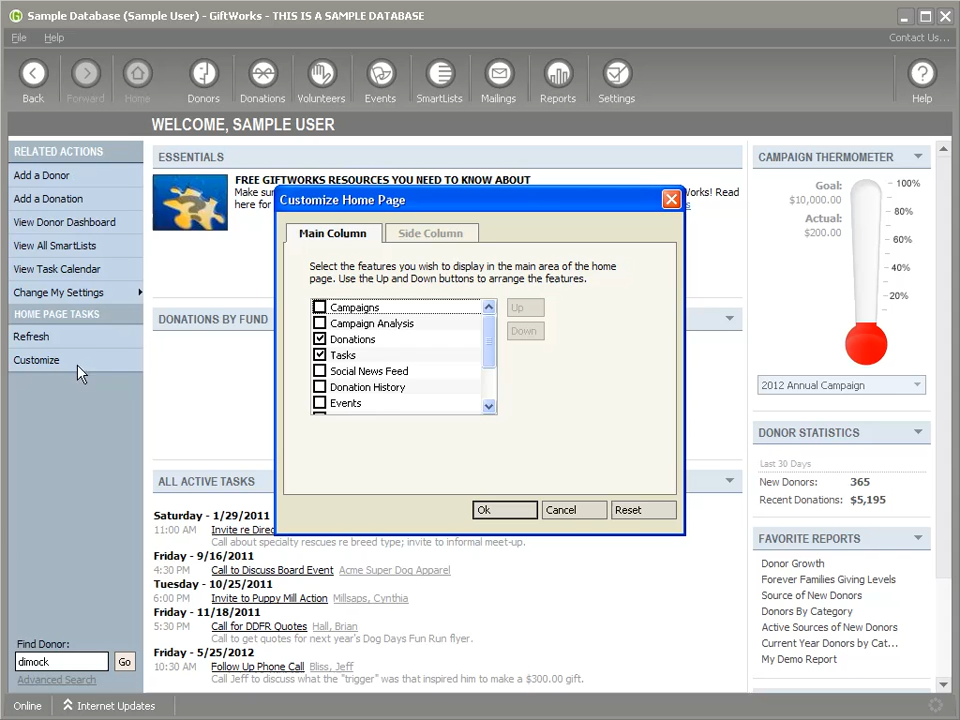 Sample Database (Sample User) - GiftWorks - THIS IS A SAMPLE DATABASE
File Help Contact Us...
Back Forward Home Donors Donations Volunteers Events SmartLists Mailings Reports Settings Help
WELCOME, SAMPLE USER
RELATED ACTIONS
Add a Donor
Add a Donation
View Donor Dashboard
View All SmartLists
View Task Calendar
Change My Settings
HOME PAGE TASKS
Refresh
Customize
Find Donor:
dimock Go
Advanced Search
ESSENTIALS
FREE GIFTWORKS RESOURCES YOU NEED TO KNOW ABOUT
Make su
works! Read
here for
DONATIONS BY FUND
Customize Home Page
Main Column Side Column
Select the features you wish to display in the main area of the home
page. Use the Up and Down buttons to arrange the features.
Campaigns
Campaign Analysis
Donations
Tasks
Social News Feed
Donation History
Events
Up
Down
Ok Cancel Reset
ALL ACTIVE TASKS
Saturday - 1/29/2011
11:00 AM Invite re Direc
Call about specialty rescues re breed type; invite to informal meet-up.
Friday - 9/16/2011
4:30 PM Call to Discuss Board Event Acme Super Dog Apparel
Tuesday - 10/25/2011
6:00 PM Invite to Puppy Mill Action Millsaps, Cynthia
Friday - 11/18/2011
5:30 PM Call for DDFR Quotes Hall, Brian
Call to get quotes for next year's Dog Days Fun Run flyer.
Friday - 5/25/2012
10:30 AM Follow Up Phone Call Bliss, Jeff
Call Jeff to discuss what the "trigger" was that inspired him to make a $300.00 gift.
CAMPAIGN THERMOMETER
Goal:
$10,000.00
Actual:
$200.00
100%
80%
60%
40%
20%
2012 Annual Campaign
DONOR STATISTICS
Last 30 Days
New Donors: 365
Recent Donations: $5,195
FAVORITE REPORTS
Donor Growth
Forever Families Giving Levels
Source of New Donors
Donors By Category
Active Sources of New Donors
Current Year Donors by Cat...
My Demo Report
Online Internet Updates